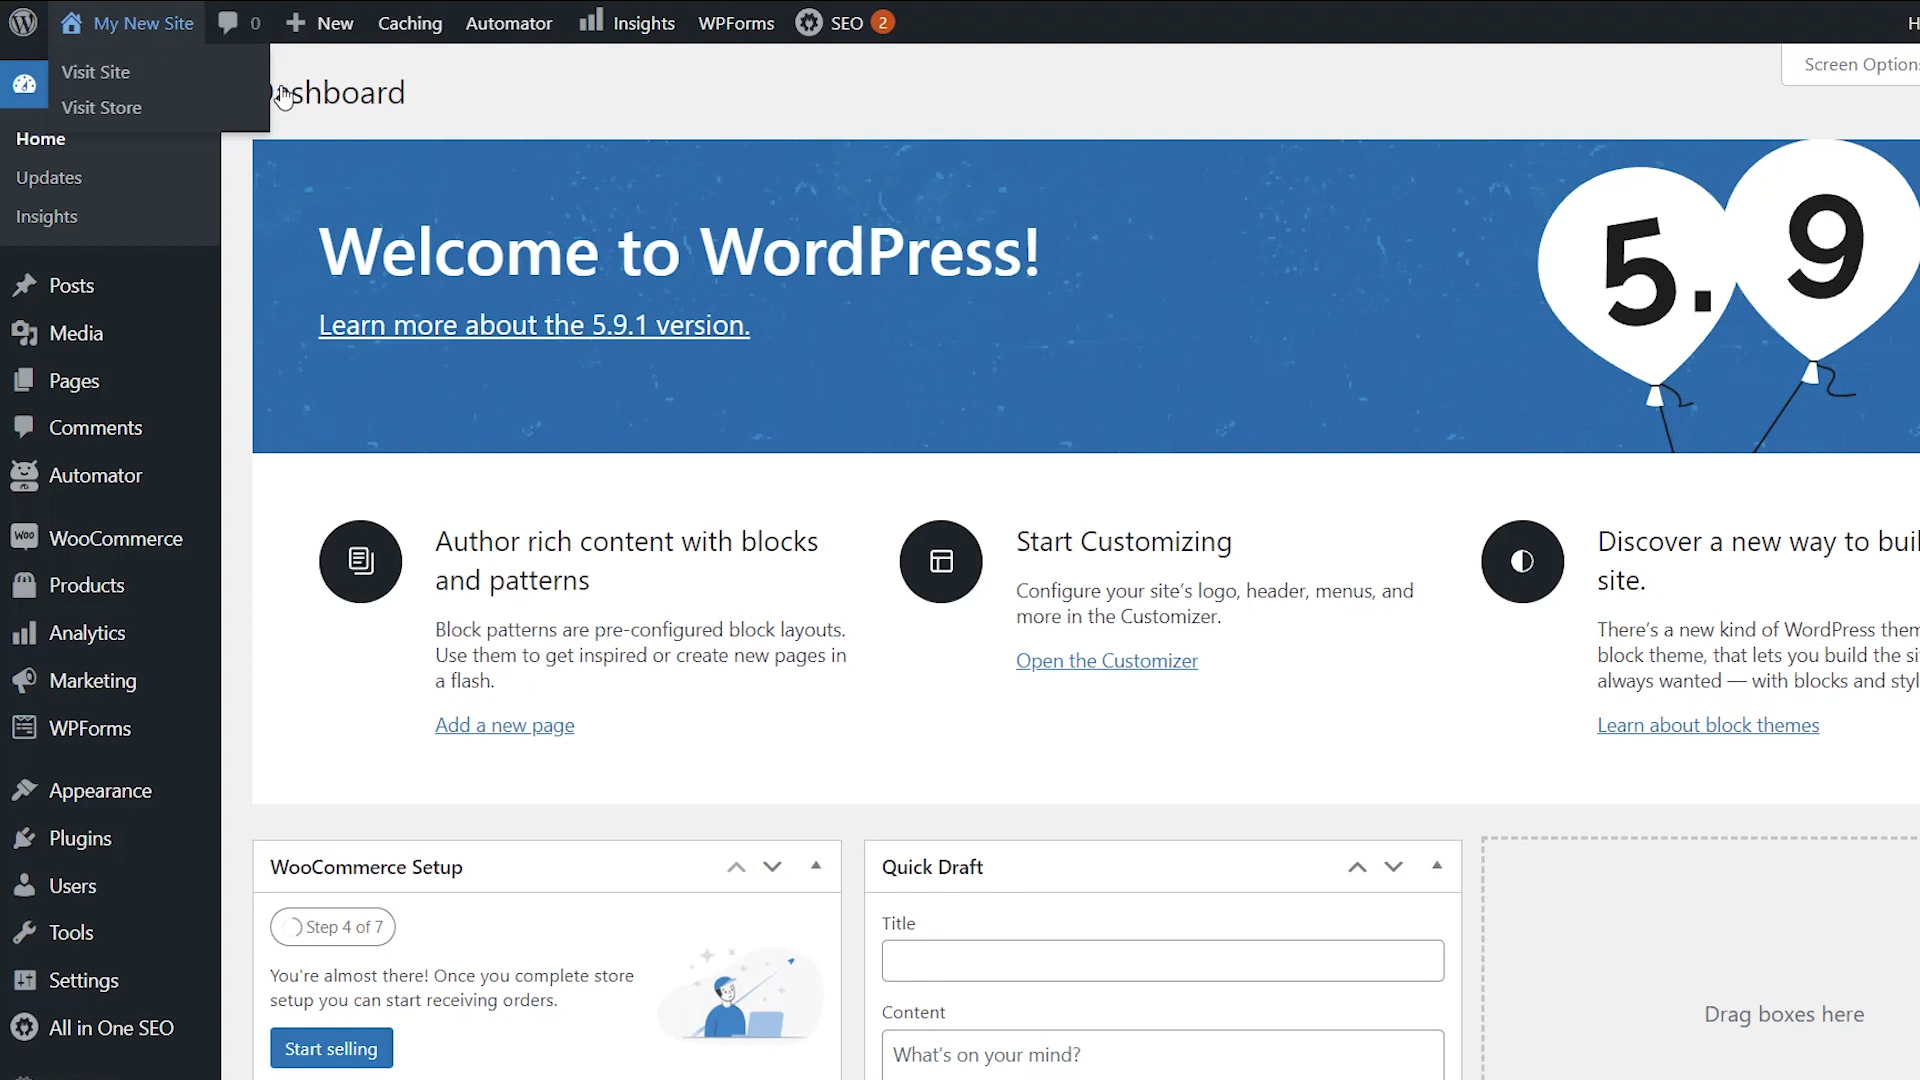 My New Site 0 New Caching Automator Insights WPForms SEO 2
Screen Options
Visit Site
Visit Store
shboard
Home
Updates
Insights
Posts
Media
Pages
Comments
Automator
WooCommerce
Products
Analytics
Marketing
WPForms
Appearance
Plugins
Users
Tools
Settings
All in One SEO
Welcome to WordPress!
Learn more about the 5.9.1 version.
5.9
Author rich content with blocks
and patterns
Block patterns are pre-configured block layouts.
Use them to get inspired or create new pages in
a flash.
Add a new page
Start Customizing
Configure your site's logo, header, menus, and
more in the Customizer.
Open the Customizer
Discover a new way to buil
site.
There's a new kind of WordPress them
block theme, that lets you build the si
always wanted — with blocks and styl
Learn about block themes
WooCommerce Setup
Step 4 of 7
You're almost there! Once you complete store
setup you can start receiving orders.
Start selling
Quick Draft
Title
Content
What's on your mind?
Drag boxes here